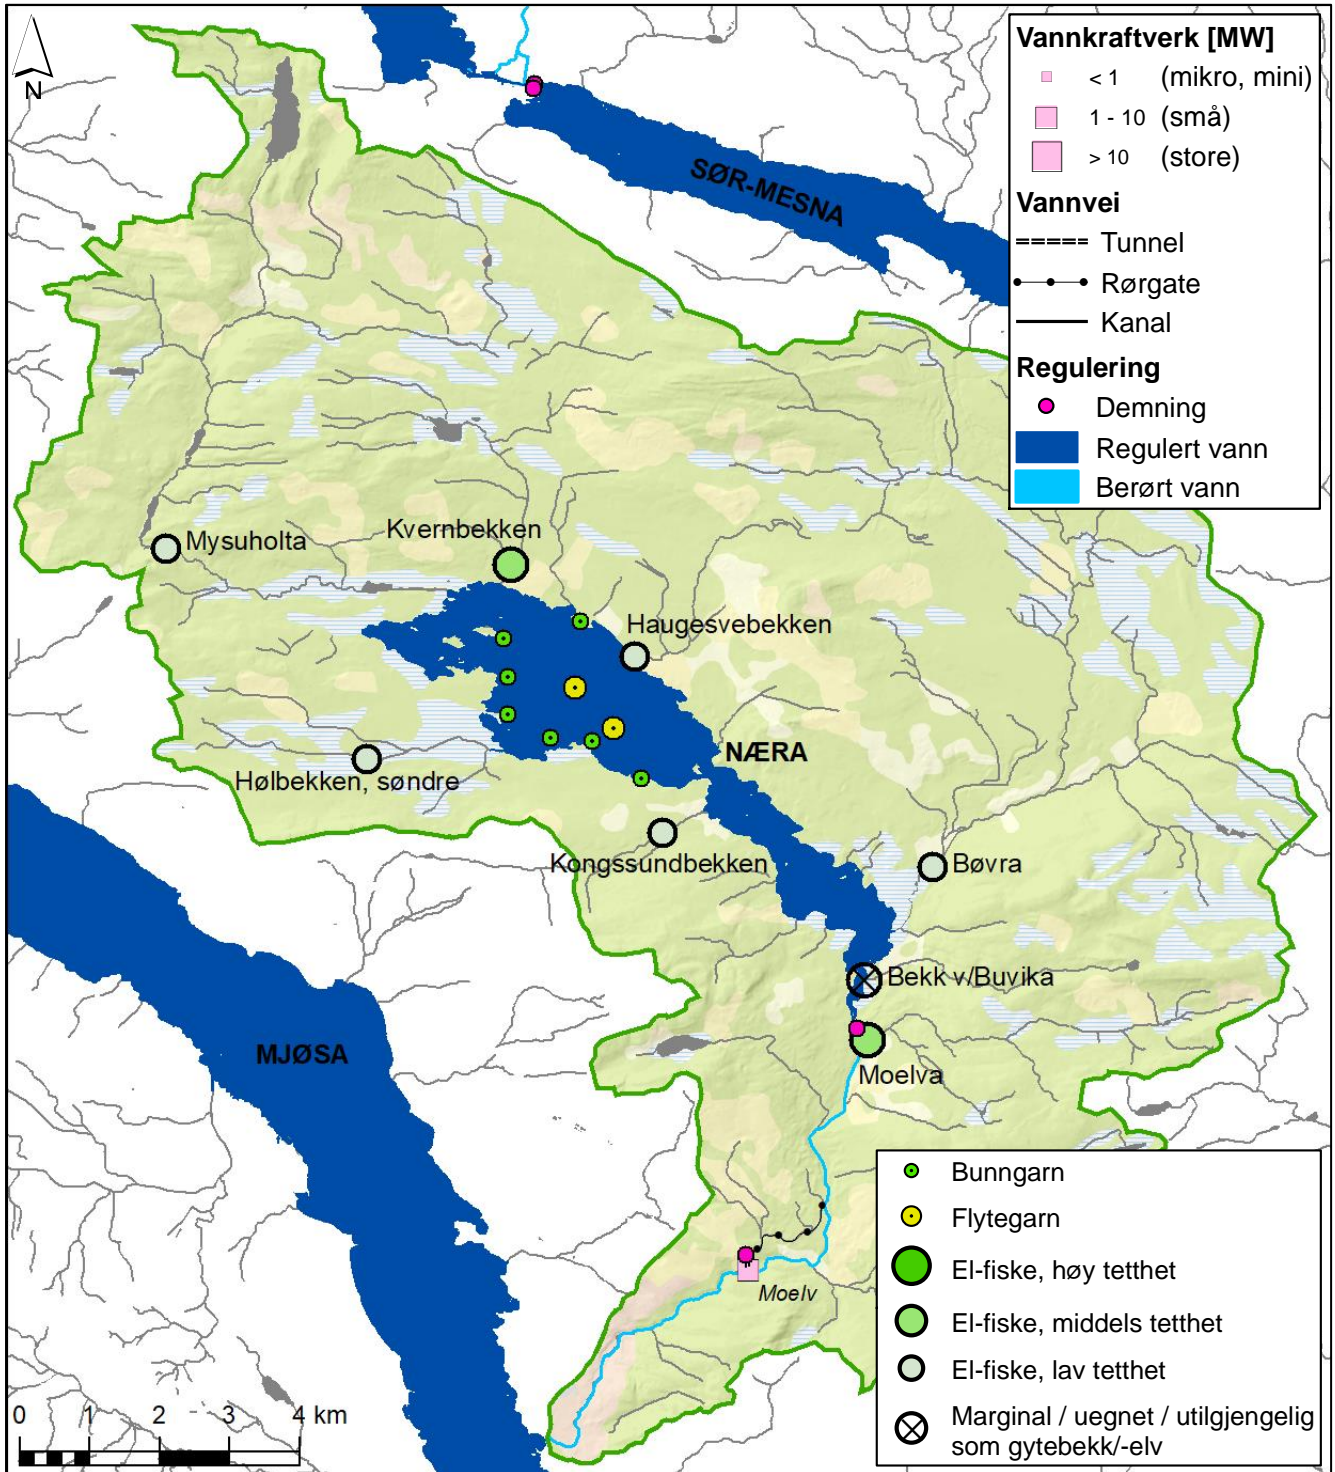 N
SØR-MESNA
Vannkraftverk [MW]
< 1 (mikro, mini)
1 - 10 (små)
> 10 (store)
Vannvei
Tunnel
Rørgate
Kanal
Regulering
Demning
Regulert vann
Berørt vann
Mysuholta
Kvernbekken
Haugesvebekken
NÆRA
Hølbekken, søndre
Kongssundbekken
Bøvra
Bekk v/Buvika
MJØSA
Moelva
Moelv
Bunngarn
Flytegarn
El-fiske, høy tetthet
El-fiske, middels tetthet
El-fiske, lav tetthet
Marginal / uegnet / utilgjengelig
som gytebekk/-elv
0 1 2 3 4 km